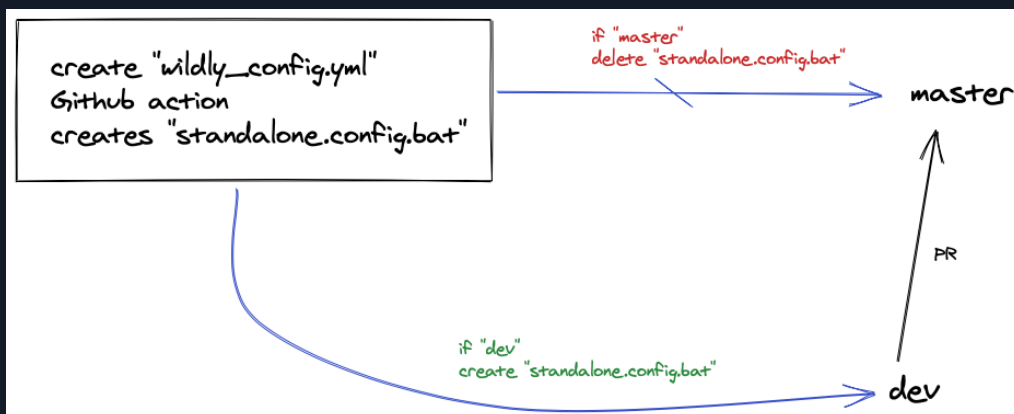 create "wildly_config.yml"
Github action
creates "standalone.config.bat"
if "master"
delete "standalone.config.bat"
master
PR
if "dev"
create "standalone.config.bat"
dev